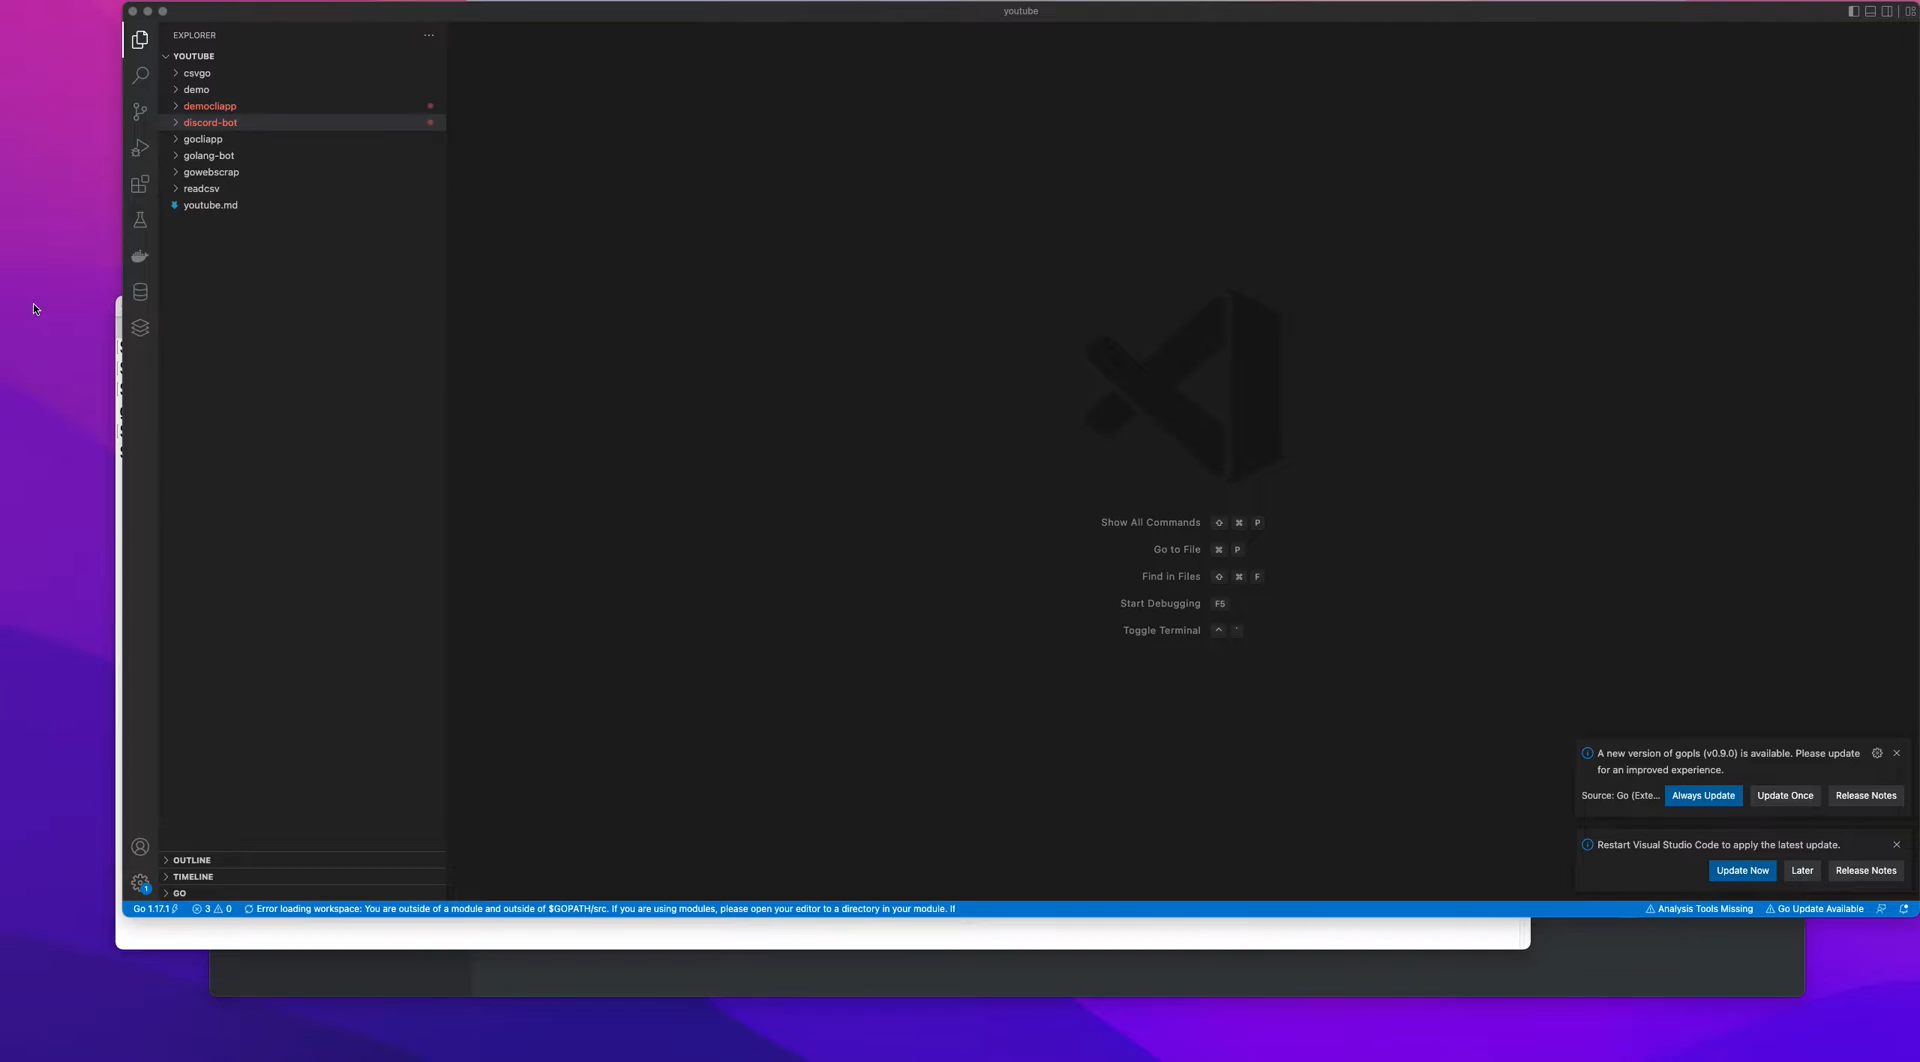 youtube
EXPLORER
YOUTUBE
csvgo
demo
democliapp
discord-bot
gocliapp
golang-bot
gowebscrap
readcsv
youtube.md
Show All Commands ⇧ ⌘ P
Go to File ⌘ P
Find in Files ⇧ ⌘ F
Start Debugging F5
Toggle Terminal ^ `
A new version of gopls (v0.9.0) is available. Please update
for an improved experience.
Source: Go (Exte... Always Update Update Once Release Notes
Restart Visual Studio Code to apply the latest update.
Update Now Later Release Notes
OUTLINE
TIMELINE
GO
1
Go 1.17.1 3 0 Error loading workspace: You are outside of a module and outside of $GOPATH/src. If you are using modules, please open your editor to a directory in your module. If Analysis Tools Missing Go Update Available